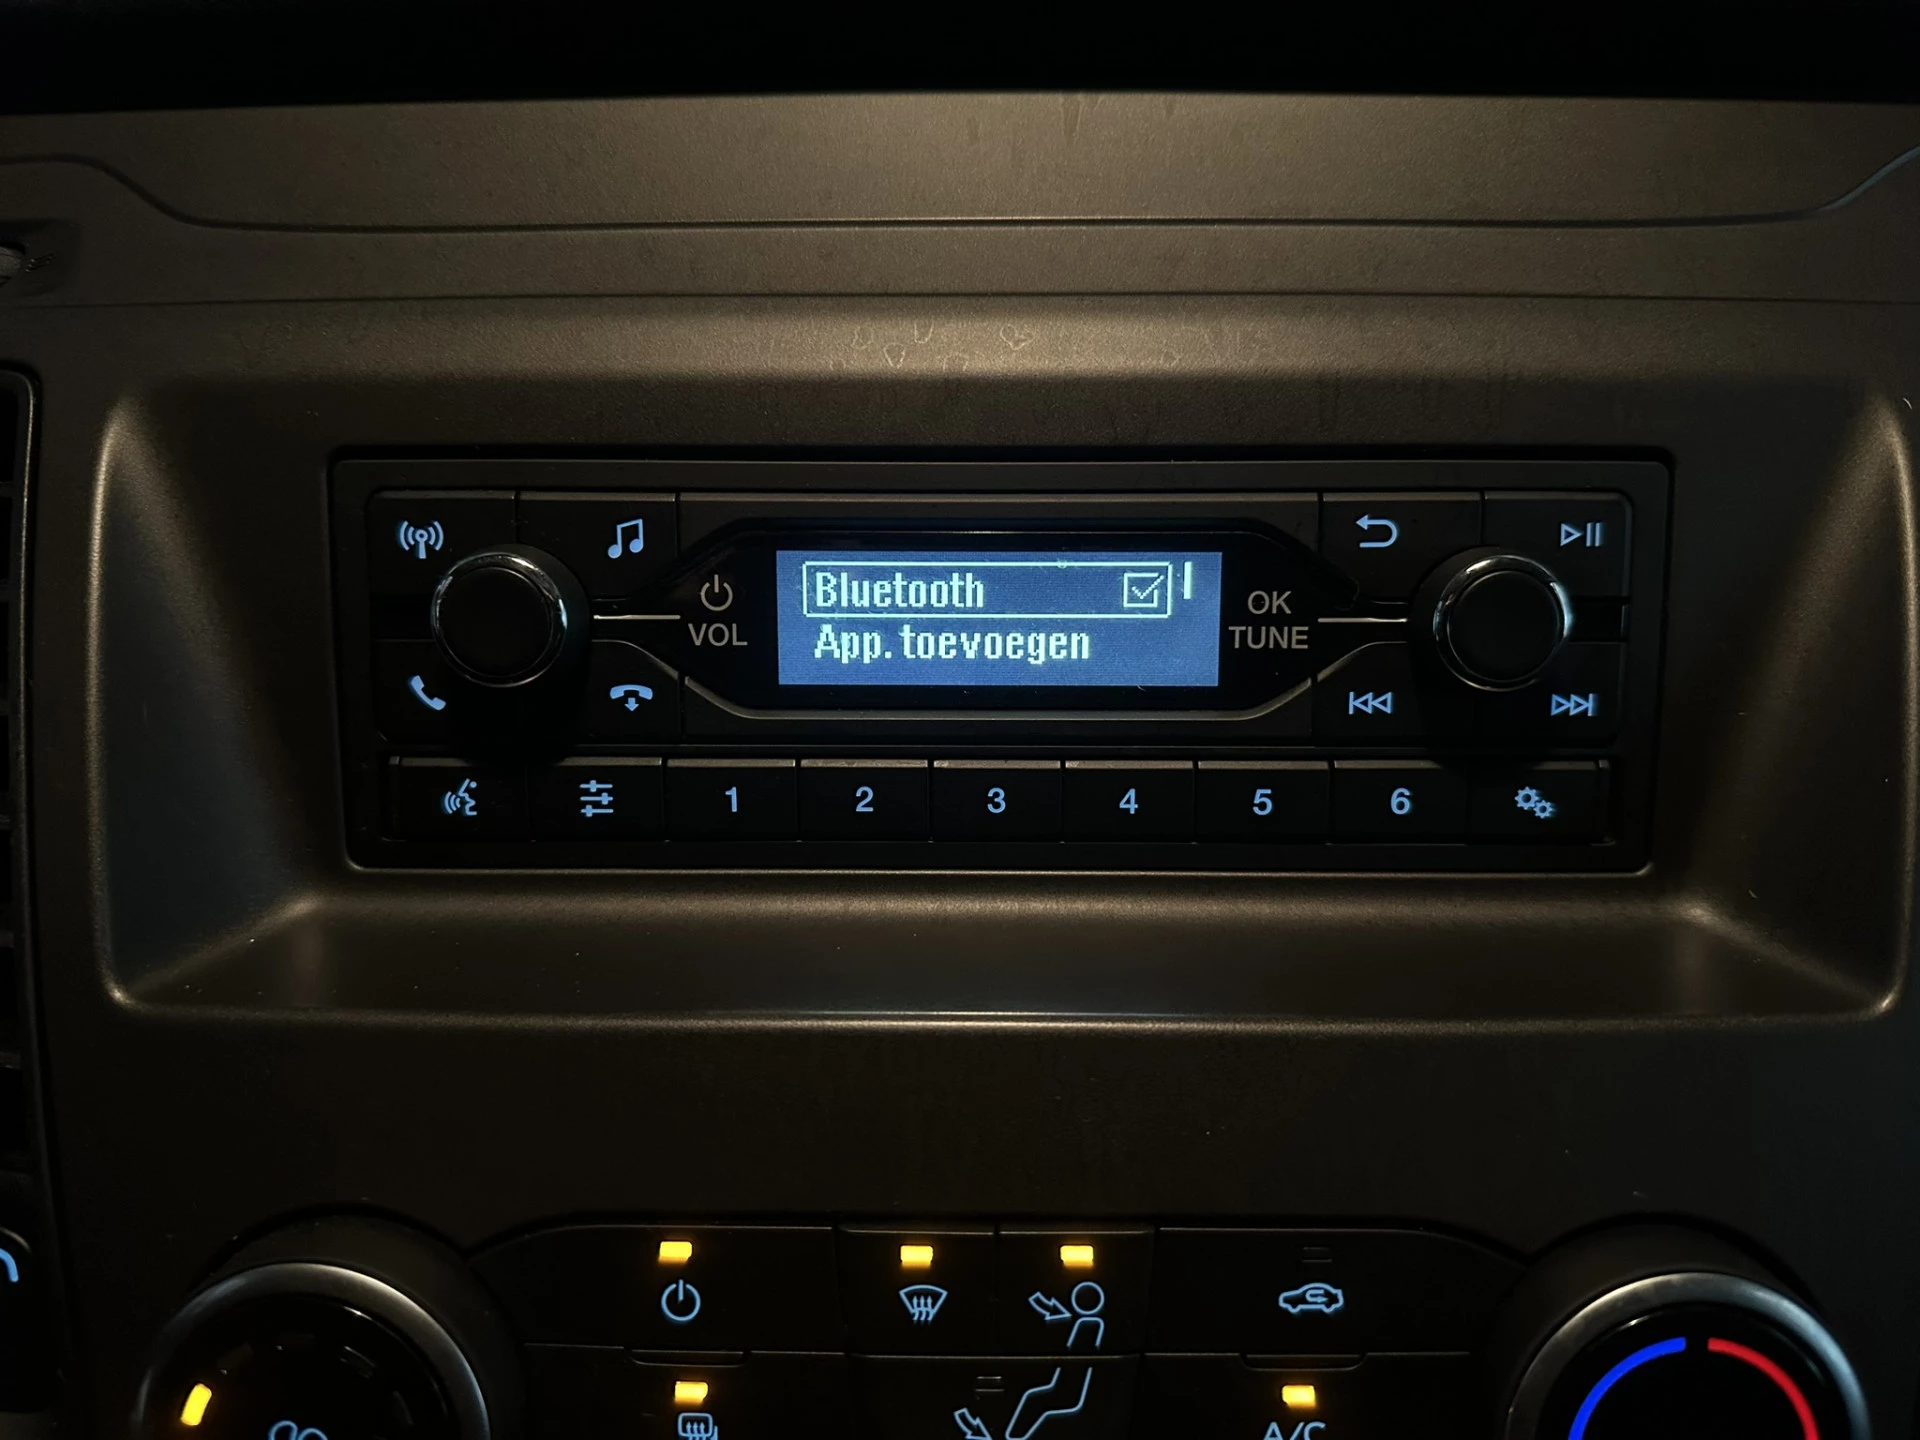 Bluetooth
App. toevoegen
VOL
OK
TUNE
1 2 3 4 5 6
A/C